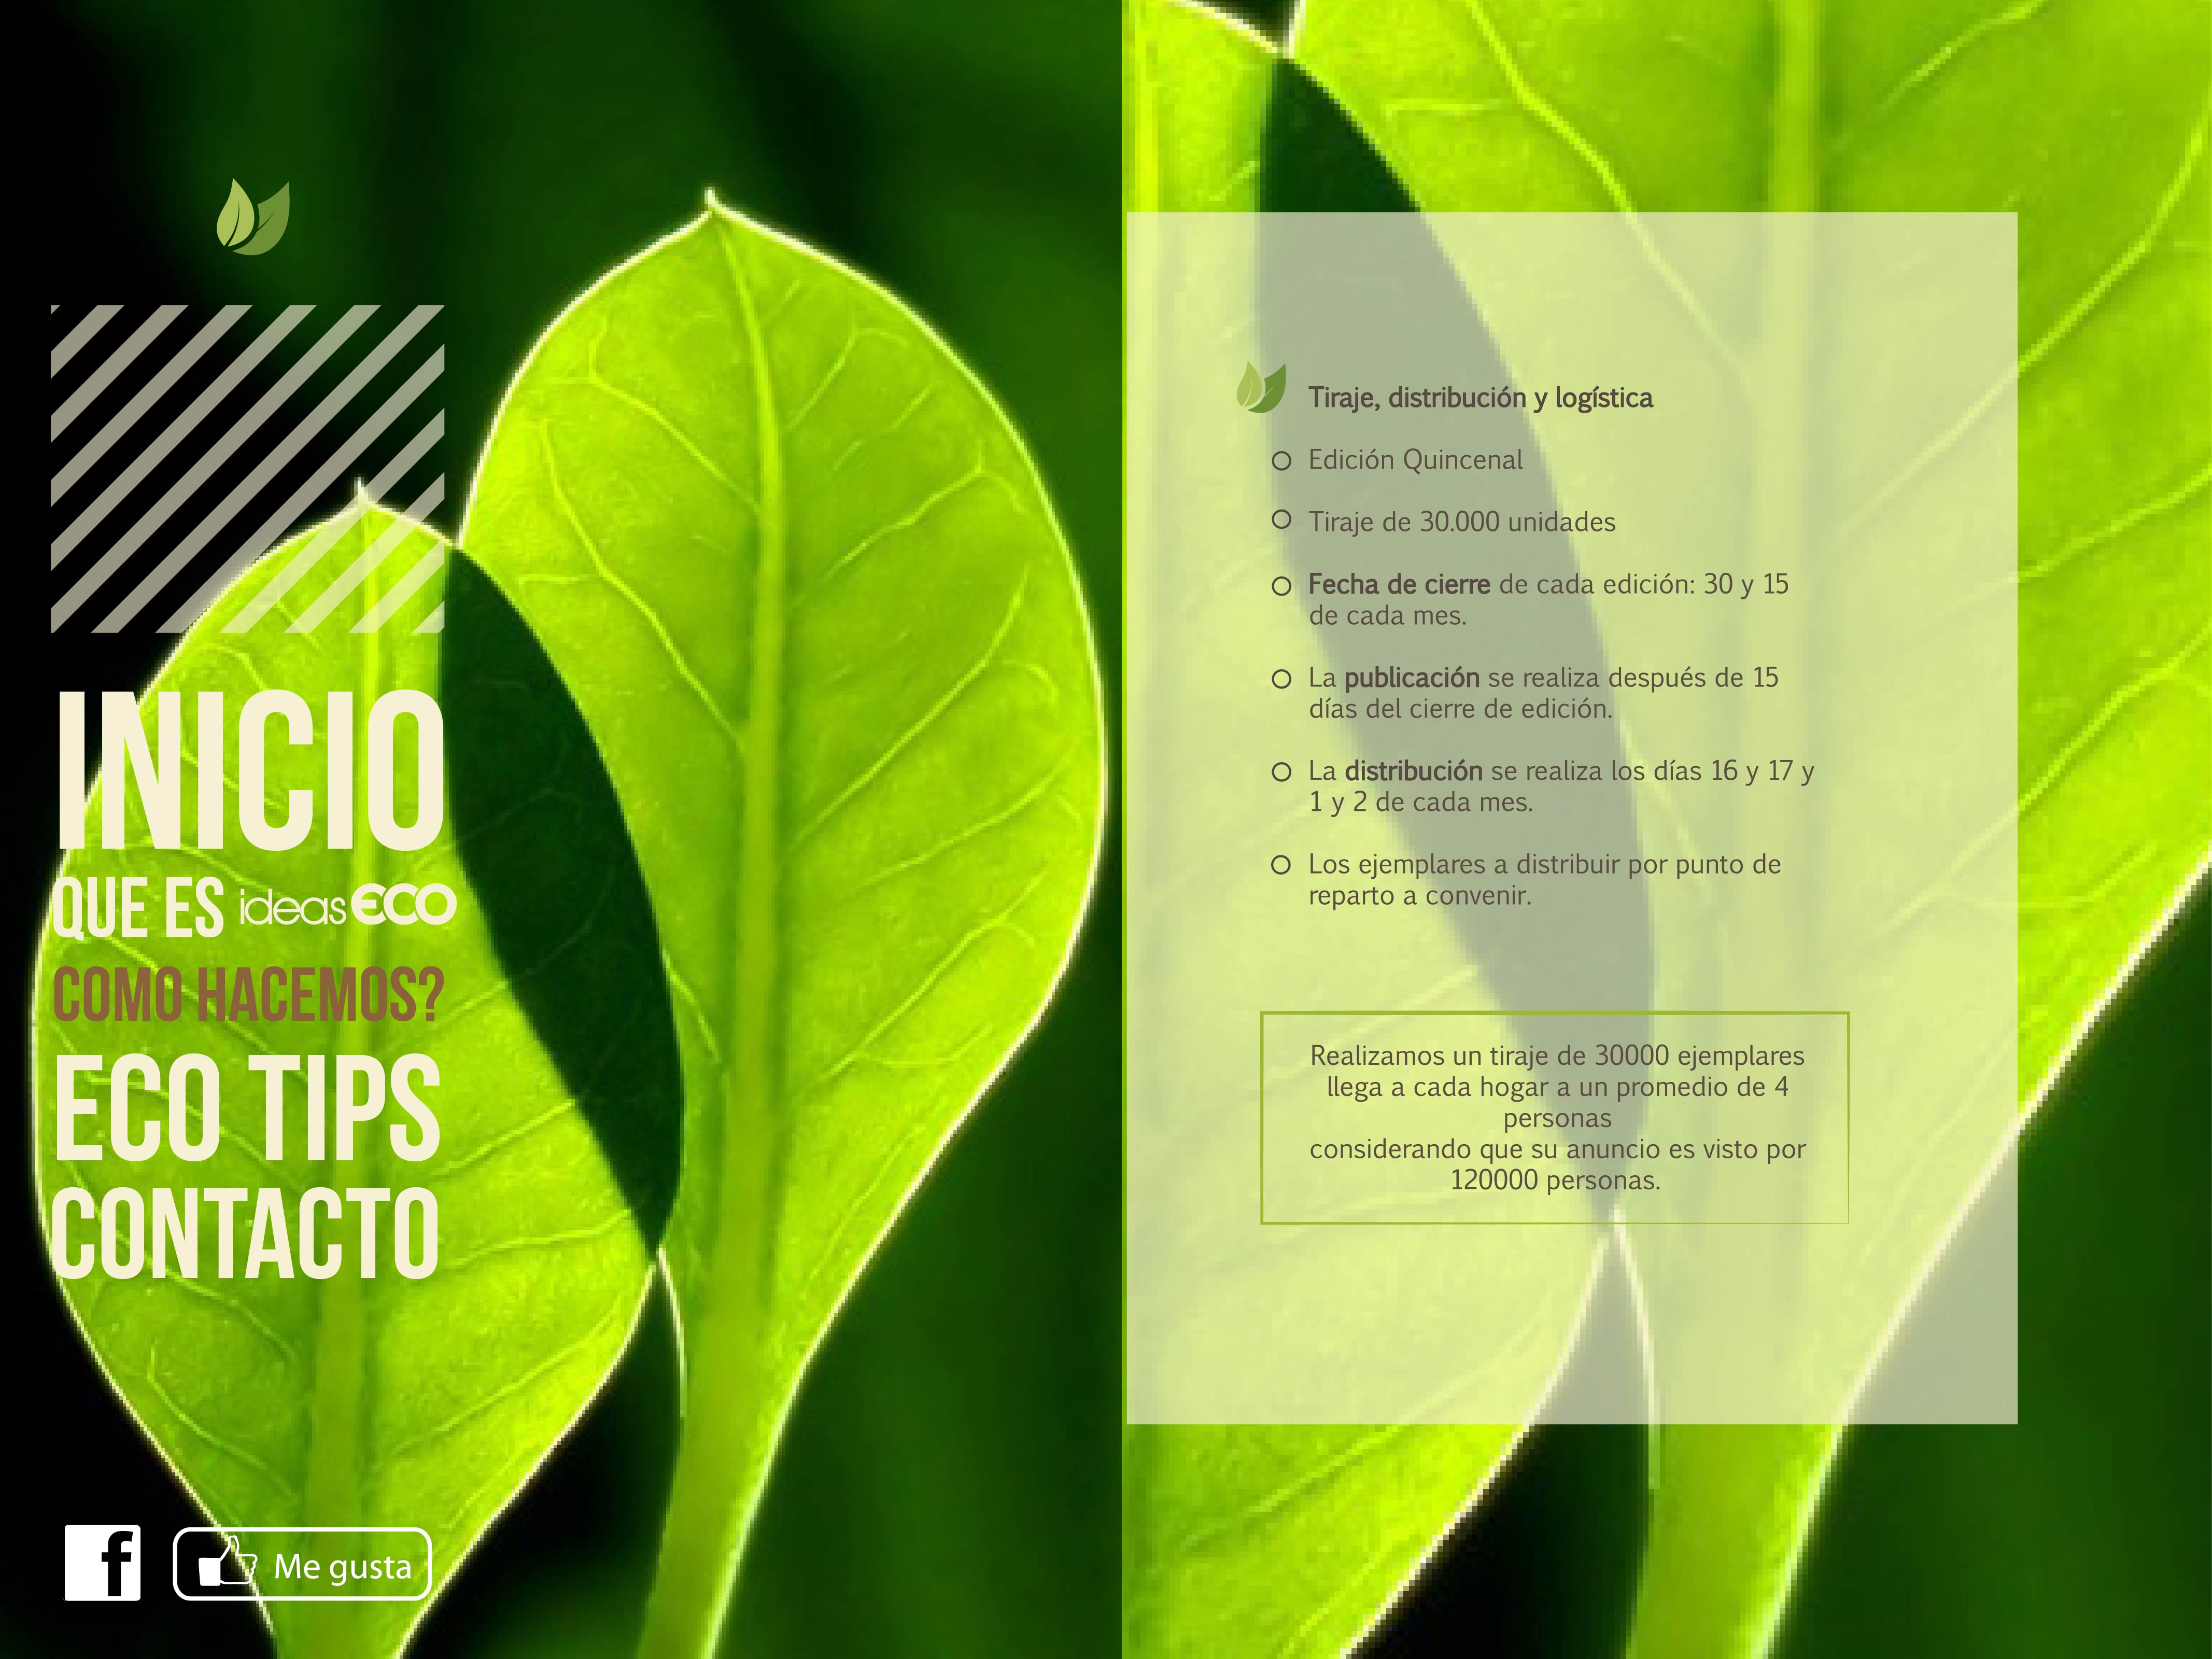 INICIO
QUE ES ideas ECO
COMO HACEMOS?
ECO TIPS
CONTACTO
f Me gusta
Tiraje, distribución y logística
Edición Quincenal
Tiraje de 30.000 unidades
Fecha de cierre de cada edición: 30 y 15
de cada mes.
La publicación se realiza después de 15
días del cierre de edición.
La distribución se realiza los días 16 y 17 y
1 y 2 de cada mes.
Los ejemplares a distribuir por punto de
reparto a convenir.
Realizamos un tiraje de 30000 ejemplares
llega a cada hogar a un promedio de 4
personas
considerando que su anuncio es visto por
120000 personas.